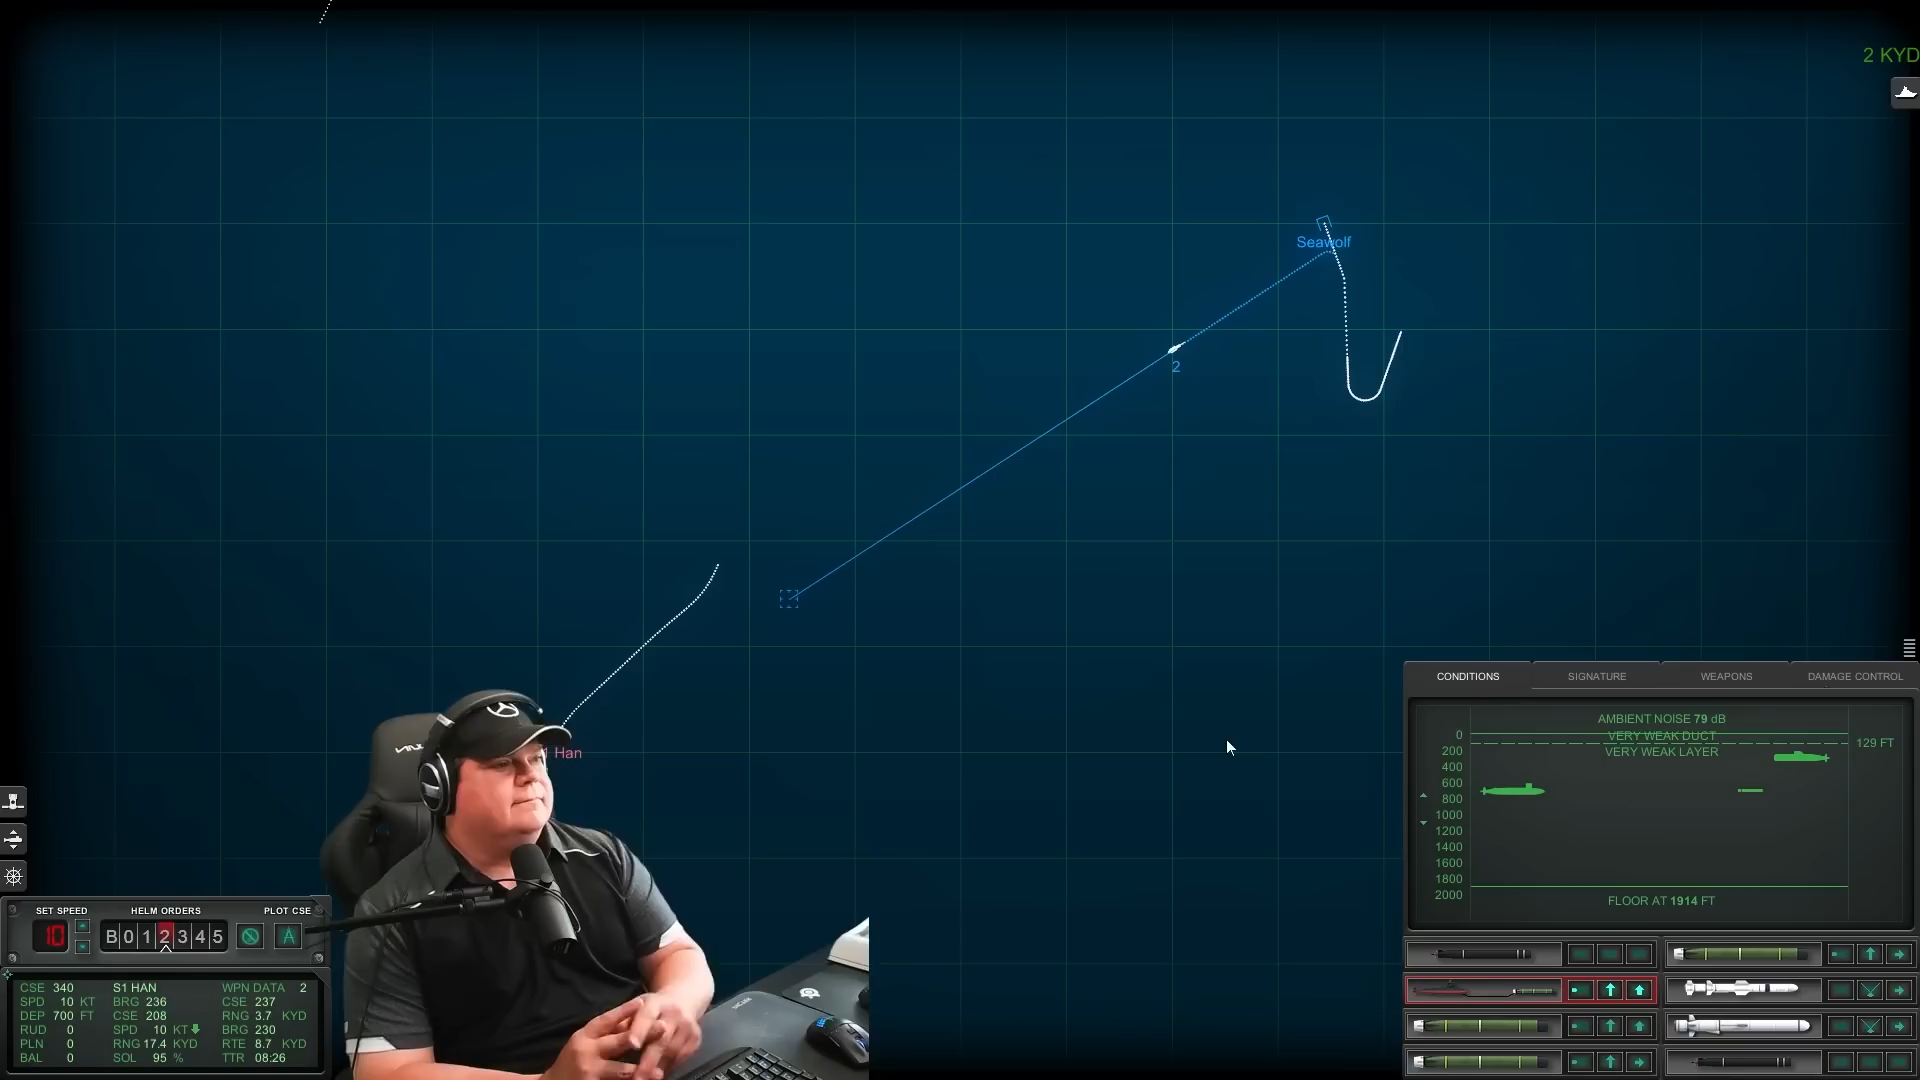 2 KYD
Seawolf
2
Han
CONDITIONS
SIGNATURE
WEAPONS
DAMAGE CONTROL
AMBIENT NOISE 79 dB
VERY WEAK DUCT
VERY WEAK LAYER
129 FT
0
200
400
600
800
1000
1200
1400
1600
1800
2000
FLOOR AT 1914 FT
SET SPEED
HELM ORDERS
PLOT CSE
10
B 0 1 2 3 4 5
CSE 340 S1 HAN WPN DATA 2
SPD 10 KT BRG 236 CSE 237
DEP 700 FT CSE 208 RNG 3.7 KYD
RUD 0 SPD 10 KT BRG 230
PLN 0 RNG 17.4 KYD RTE 8.7 KYD
BAL 0 SOL 95 % TTR 08:26